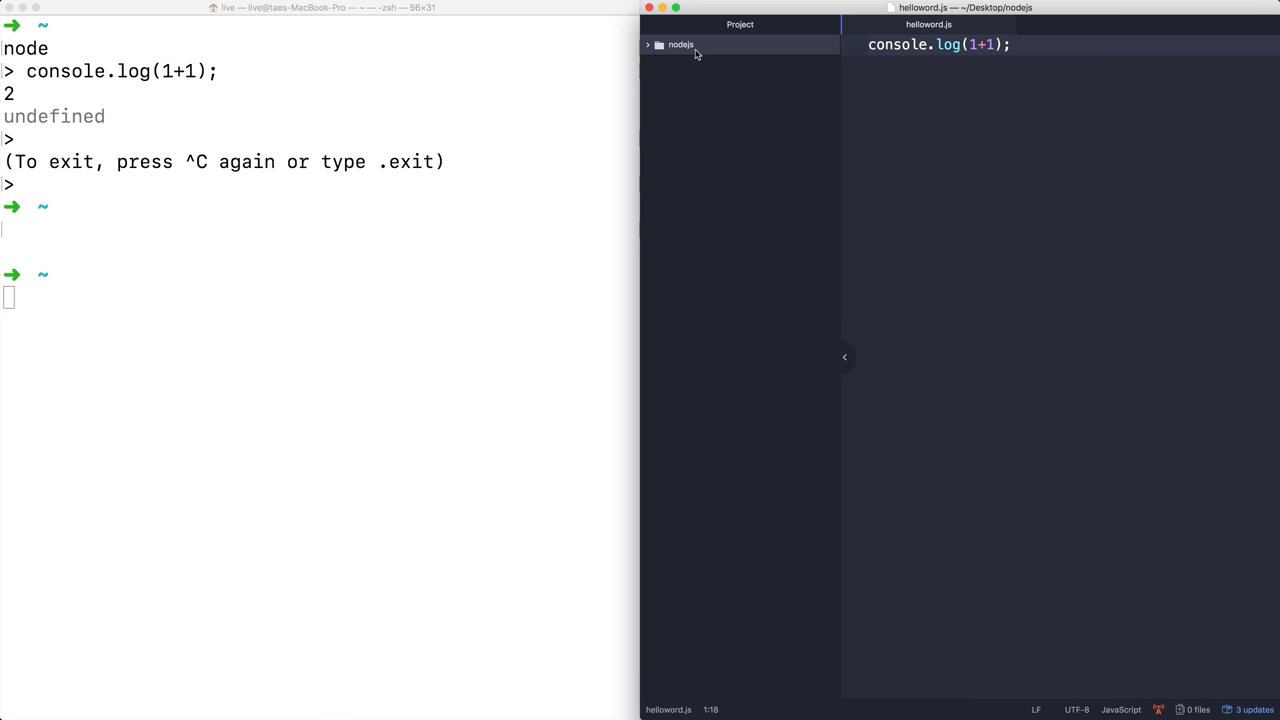 live — live@taes-MacBook-Pro — ~ — -zsh — 56×31
➜ ~
node
> console.log(1+1);
2
undefined
>
(To exit, press ^C again or type .exit)
>
➜ ~
➜ ~
helloword.js — ~/Desktop/nodejs
Project
helloword.js
nodejs
console.log(1+1);
helloword.js 1:18 LF UTF-8 JavaScript 0 files 3 updates